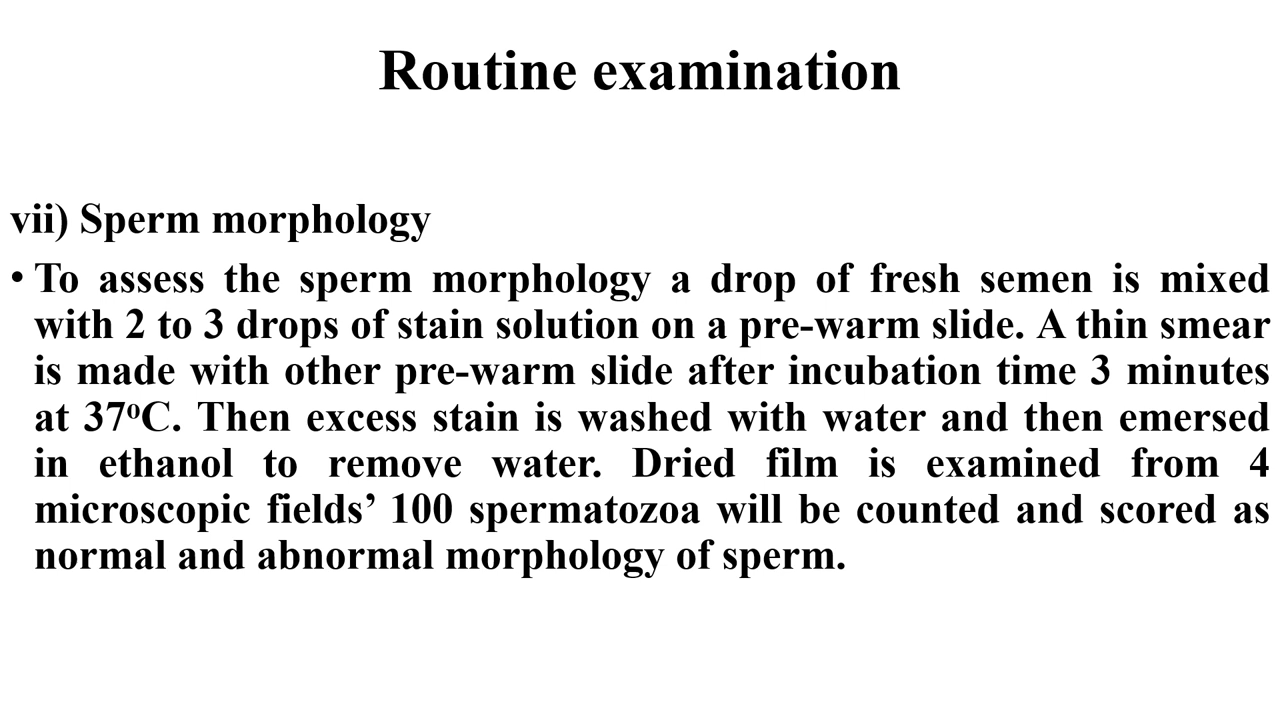 Routine examination
vii) Sperm morphology
• To assess the sperm morphology a drop of fresh semen is mixed
with 2 to 3 drops of stain solution on a pre-warm slide. A thin smear
is made with other pre-warm slide after incubation time 3 minutes
at 37ºC. Then excess stain is washed with water and then emersed
in ethanol to remove water. Dried film is examined from 4
microscopic fields’ 100 spermatozoa will be counted and scored as
normal and abnormal morphology of sperm.